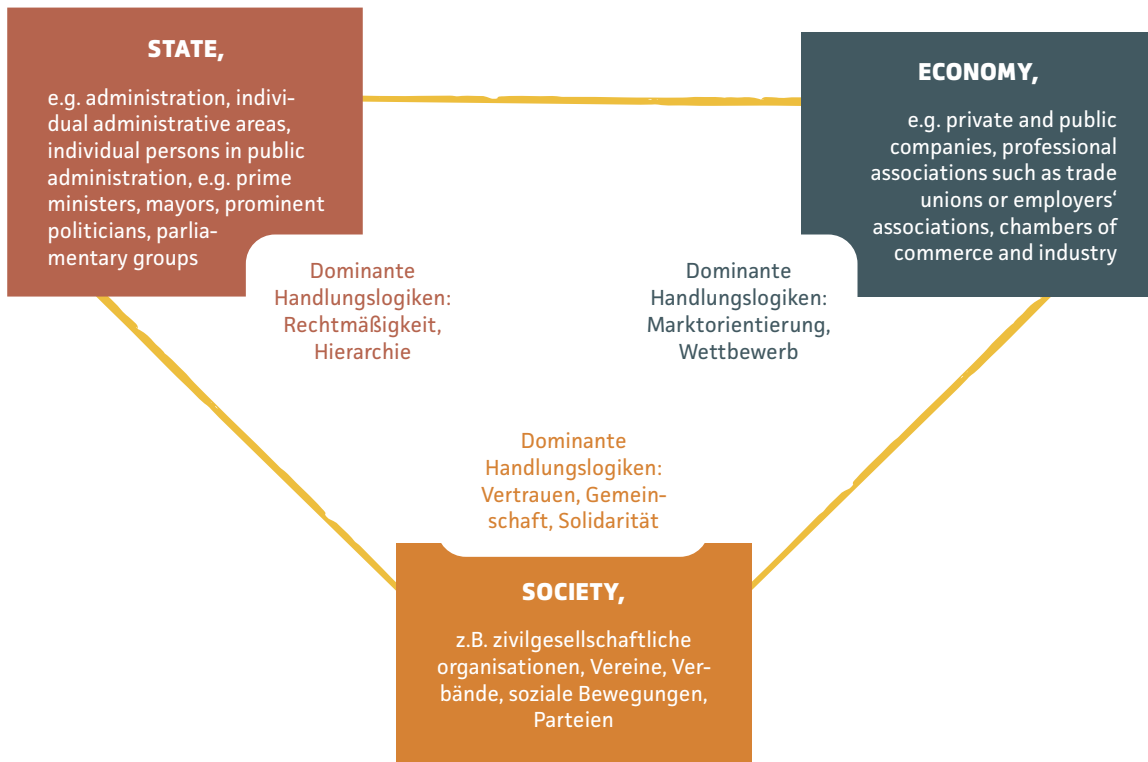 STATE,
e.g. administration, indivi-
dual administrative areas,
individual persons in public
administration, e.g. prime
ministers, mayors, prominent
politicians, parlia-
mentary groups
Dominante
Handlungslogiken:
Rechtmäßigkeit,
Hierarchie
ECONOMY,
e.g. private and public
companies, professional
associations such as trade
unions or employers‘
associations, chambers of
commerce and industry
Dominante
Handlungslogiken:
Marktorientierung,
Wettbewerb
Dominante
Handlungslogiken:
Vertrauen, Gemein-
schaft, Solidarität
SOCIETY,
z.B. zivilgesellschaftliche
organisationen, Vereine, Ver-
bände, soziale Bewegungen,
Parteien